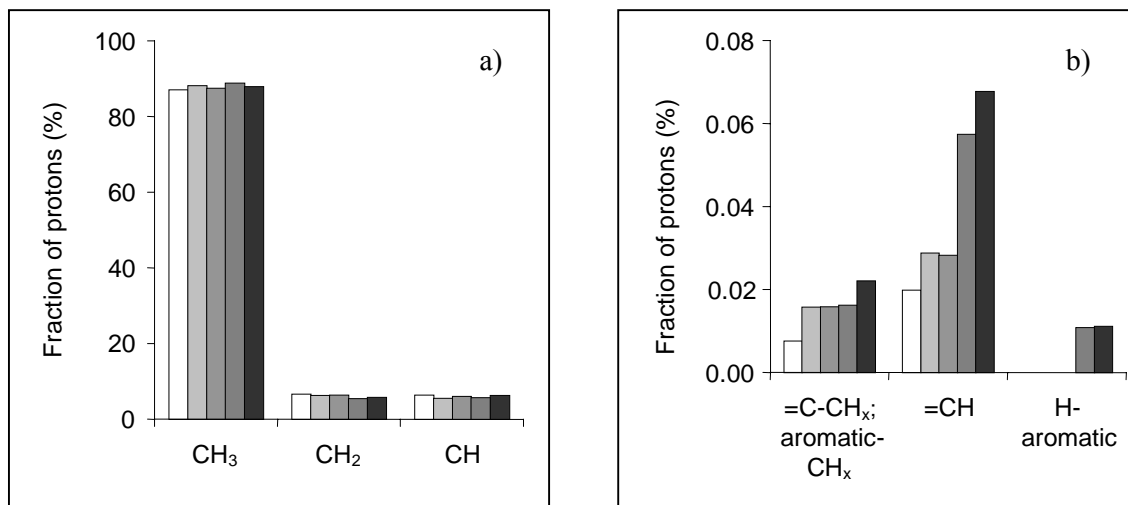 a)
Fraction of protons (%)
100
80
60
40
20
0
CH₃ CH₂ CH
b)
Fraction of protons (%)
0.08
0.06
0.04
0.02
0.00
=C-CHₓ; =CH H-
aromatic- aromatic
CHₓ